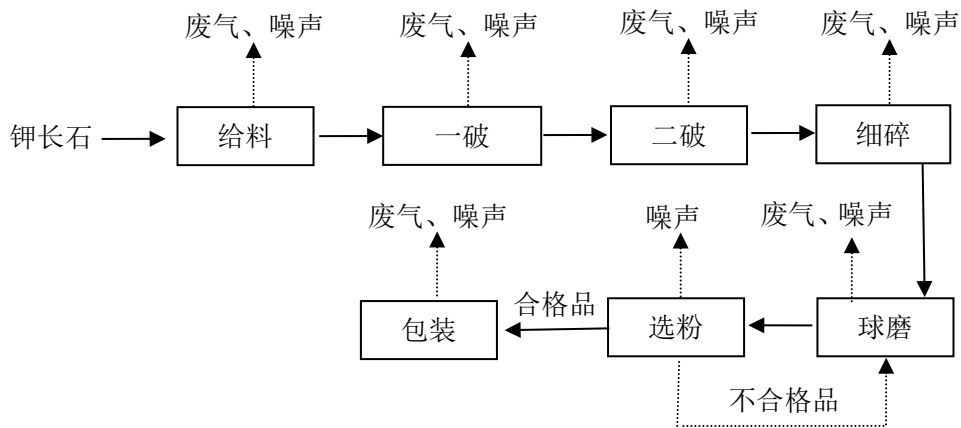 废气、噪声
废气、噪声
废气、噪声
废气、噪声
钾长石
给料
一破
二破
细碎
废气、噪声
噪声
废气、噪声
合格品
包装
选粉
球磨
不合格品